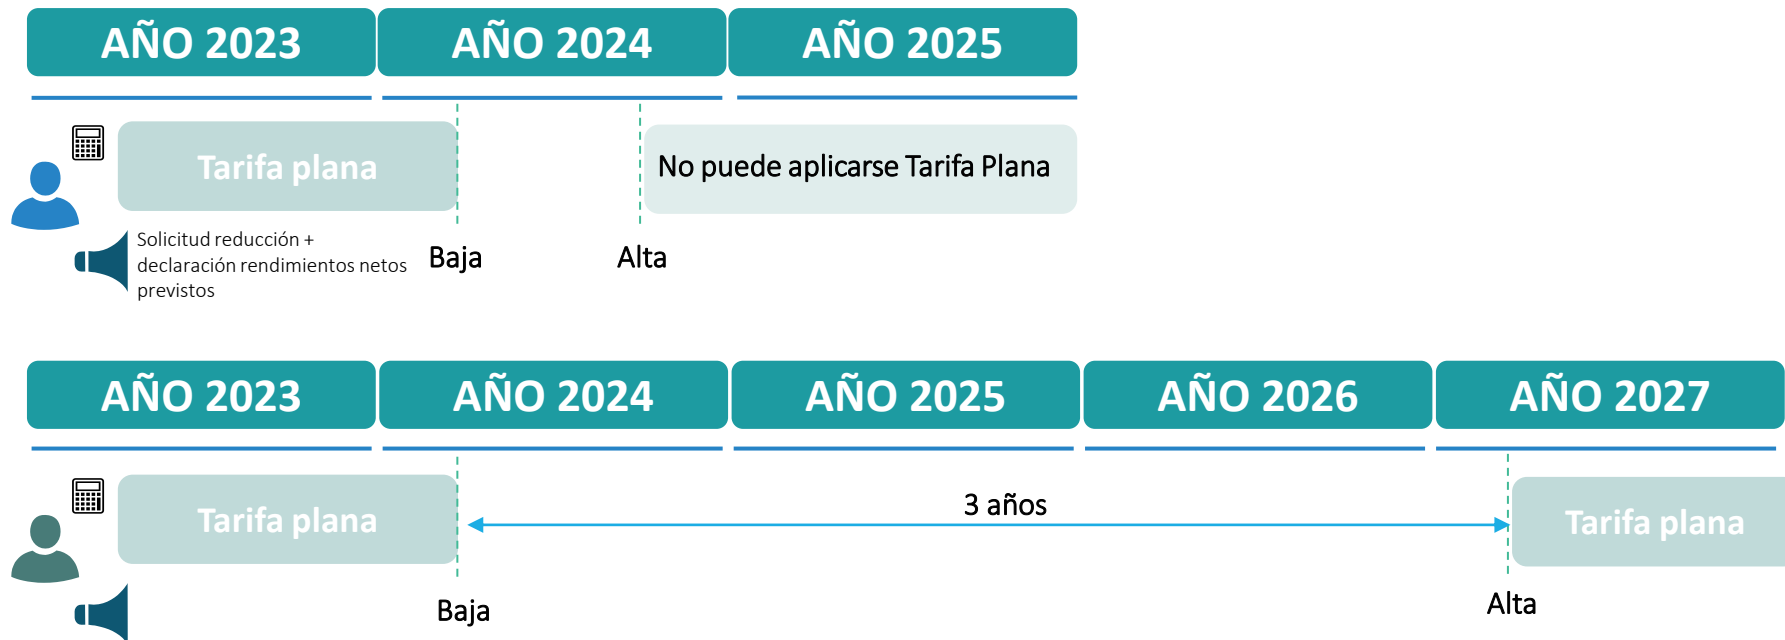 AÑO 2023
AÑO 2024
AÑO 2025
Tarifa plana
No puede aplicarse Tarifa Plana
Solicitud reducción +
declaración rendimientos netos
previstos
Baja
Alta
AÑO 2023
AÑO 2024
AÑO 2025
AÑO 2026
AÑO 2027
Tarifa plana
3 años
Tarifa plana
Baja
Alta